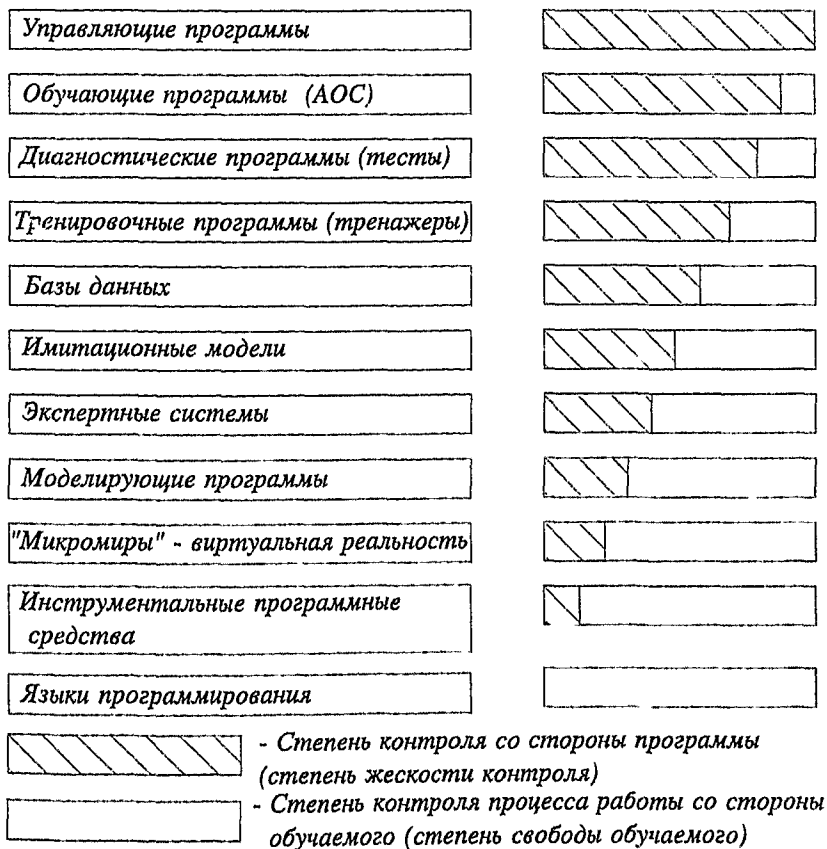 Управляющие программы
Обучающие программы (АОС)
Диагностические программы (тесты)
Тренировочные программы (тренажеры)
Базы данных
Имитационные модели
Экспертные системы
Моделирующие программы
"Микромиры" - виртуальная реальность
Инструментальные программные
средства
Языки программирования
- Степень контроля со стороны программы
(степень жескости контроля)
- Степень контроля процесса работы со стороны
обучаемого (степень свободы обучаемого)